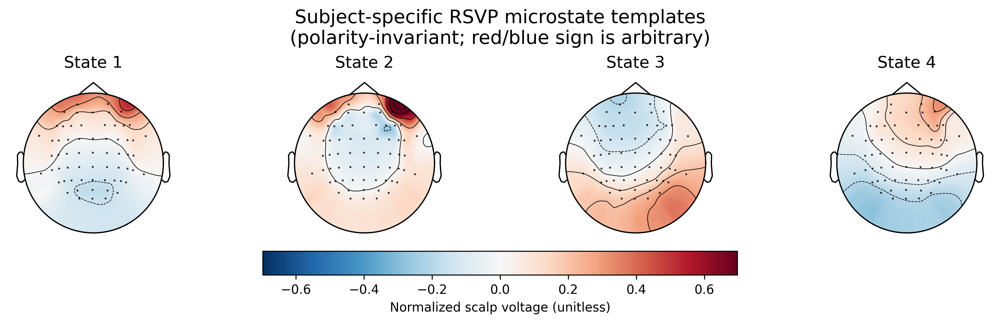 Subject-specific RSVP microstate templates
(polarity-invariant; red/blue sign is arbitrary)
State 1
State 2
State 3
State 4
−0.6
−0.4
−0.2
0.0
0.2
0.4
0.6
Normalized scalp voltage (unitless)